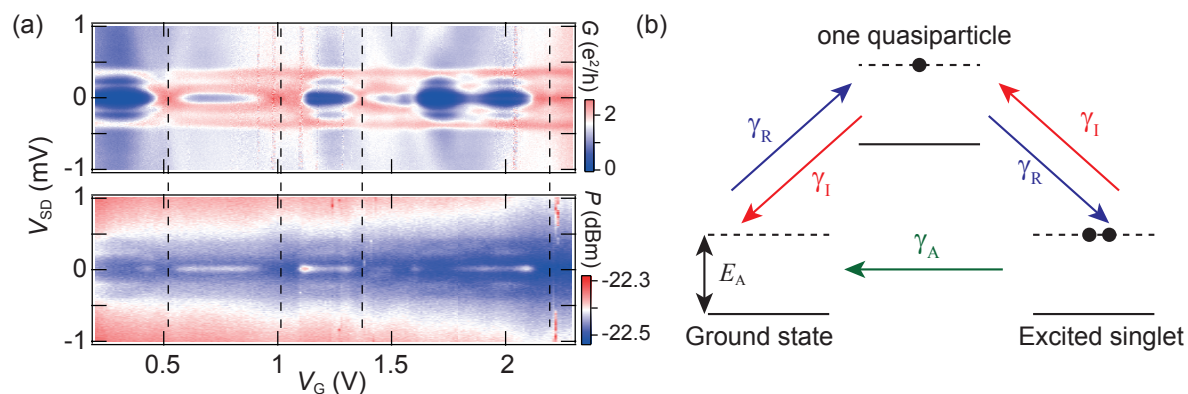 (a)
1
0
-1
G (e²/h)
2
0
V_SD (mV)
1
0
-1
P (dBm)
-22.3
-22.5
0.5
1
1.5
2
V_G (V)
(b)
one quasiparticle
γ_R
γ_I
γ_I
γ_R
γ_A
E_A
Ground state
Excited singlet